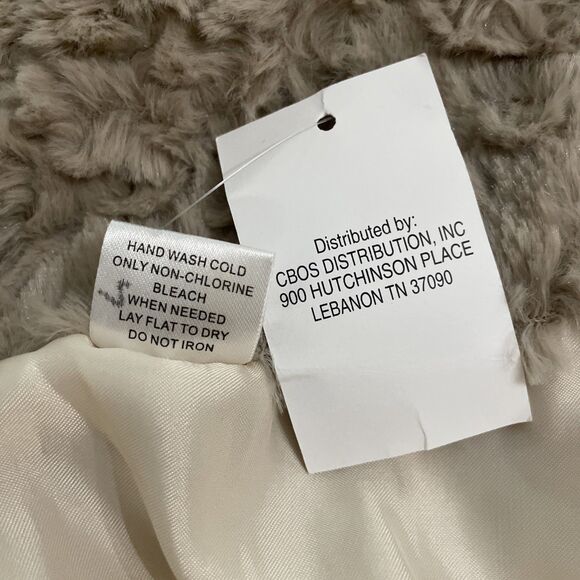 HAND WASH COLD
ONLY NON-CHLORINE
BLEACH
WHEN NEEDED
LAY FLAT TO DRY
DO NOT IRON
Distributed by:
CBOS DISTRIBUTION, INC
900 HUTCHINSON PLACE
LEBANON TN 37090